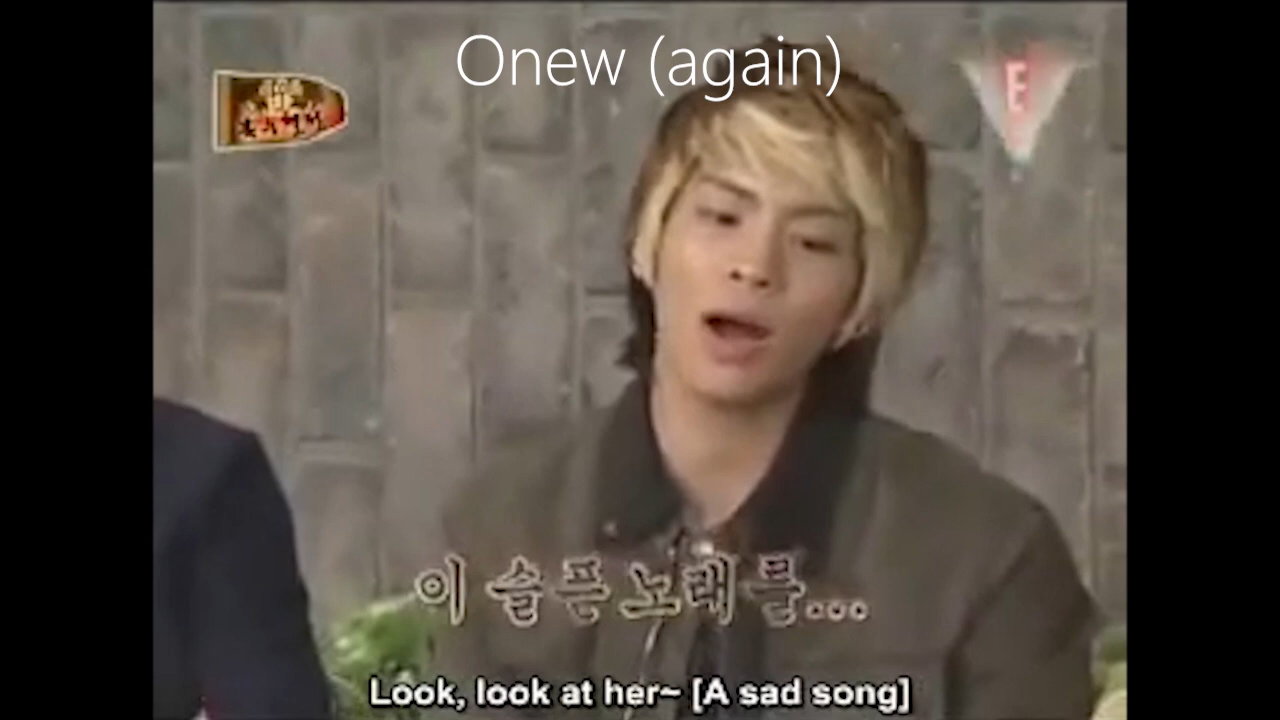 Onew (again)
E
이 슬픈 노래를...
Look, look at her~ [A sad song]